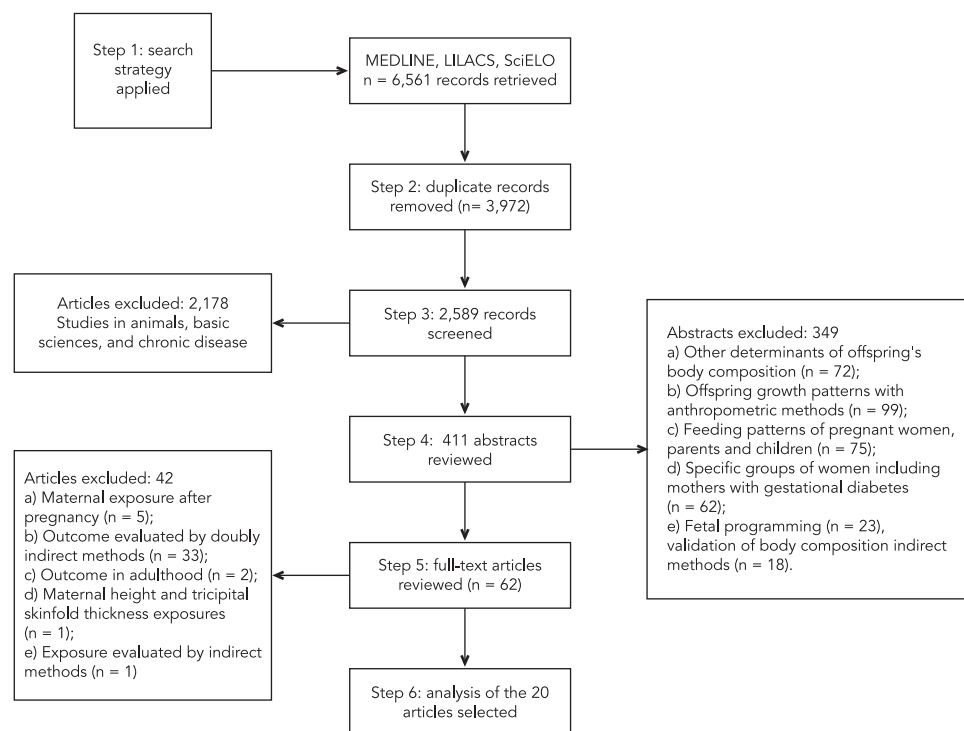 Step 1: search
strategy
applied
MEDLINE, LILACS, SciELO
n = 6,561 records retrieved
Step 2: duplicate records
removed (n= 3,972)
Articles excluded: 2,178
Studies in animals, basic
sciences, and chronic disease
Step 3: 2,589 records
screened
Abstracts excluded: 349
a) Other determinants of offspring's
body composition (n = 72);
b) Offspring growth patterns with
anthropometric methods (n = 99);
c) Feeding patterns of pregnant women,
parents and children (n = 75);
d) Specific groups of women including
mothers with gestational diabetes
(n = 62);
e) Fetal programming (n = 23),
validation of body composition indirect
methods (n = 18).
Step 4: 411 abstracts
reviewed
Articles excluded: 42
a) Maternal exposure after
pregnancy (n = 5);
b) Outcome evaluated by doubly
indirect methods (n = 33);
c) Outcome in adulthood (n = 2);
d) Maternal height and tricipital
skinfold thickness exposures
(n = 1);
e) Exposure evaluated by indirect
methods (n = 1)
Step 5: full-text articles
reviewed (n = 62)
Step 6: analysis of the 20
articles selected